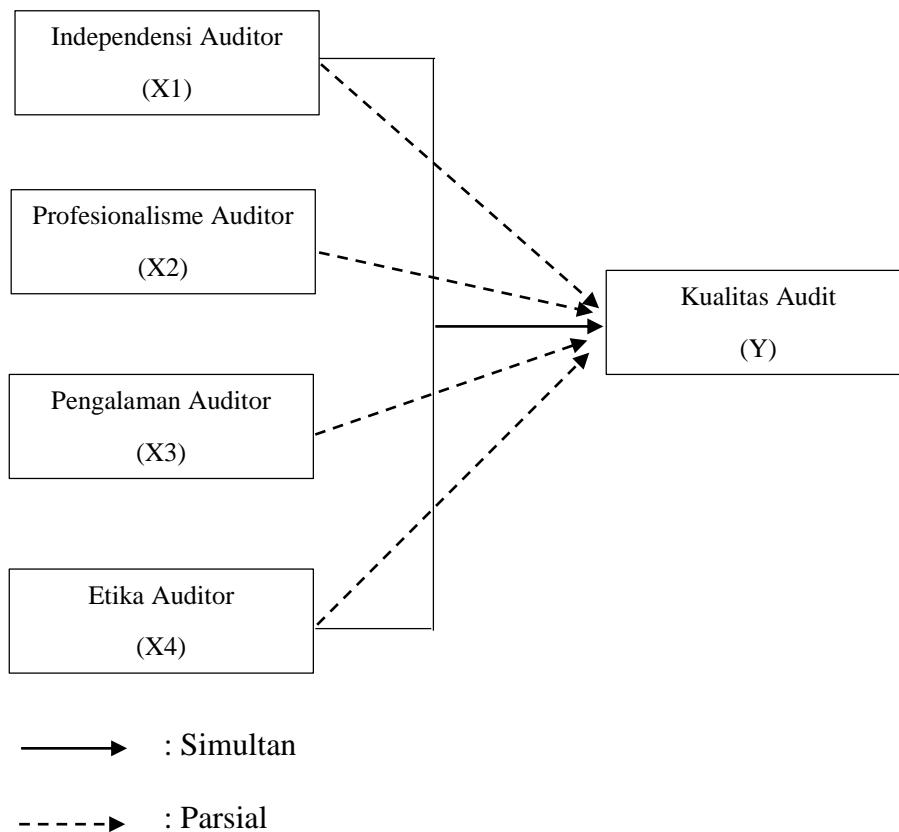 Independensi Auditor
(X1)
Profesionalisme Auditor
(X2)
Kualitas Audit
(Y)
Pengalaman Auditor
(X3)
Etika Auditor
(X4)
: Simultan
: Parsial